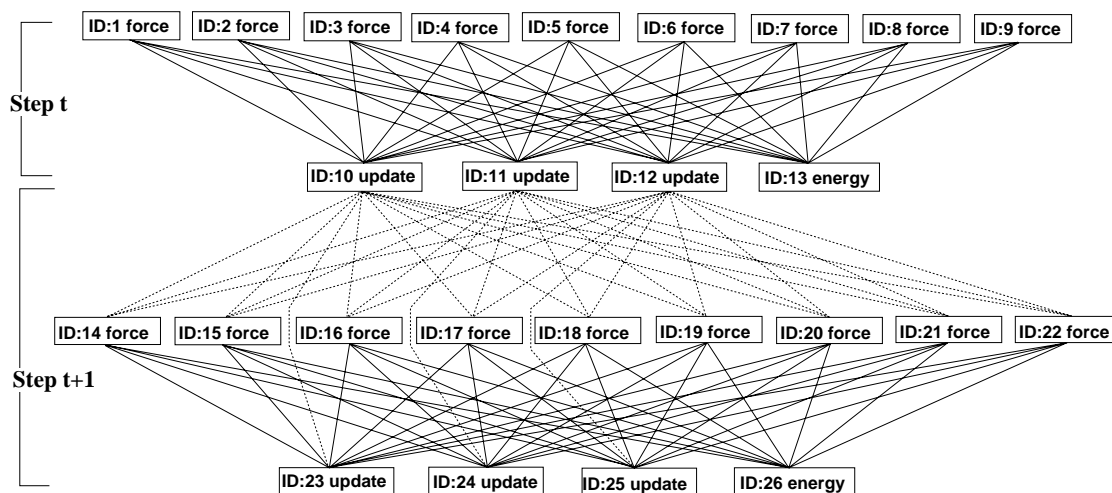 ID:1 force ID:2 force ID:3 force ID:4 force ID:5 force ID:6 force ID:7 force ID:8 force ID:9 force
Step t
ID:10 update ID:11 update ID:12 update ID:13 energy
ID:14 force ID:15 force ID:16 force ID:17 force ID:18 force ID:19 force ID:20 force ID:21 force ID:22 force
Step t+1
ID:23 update ID:24 update ID:25 update ID:26 energy